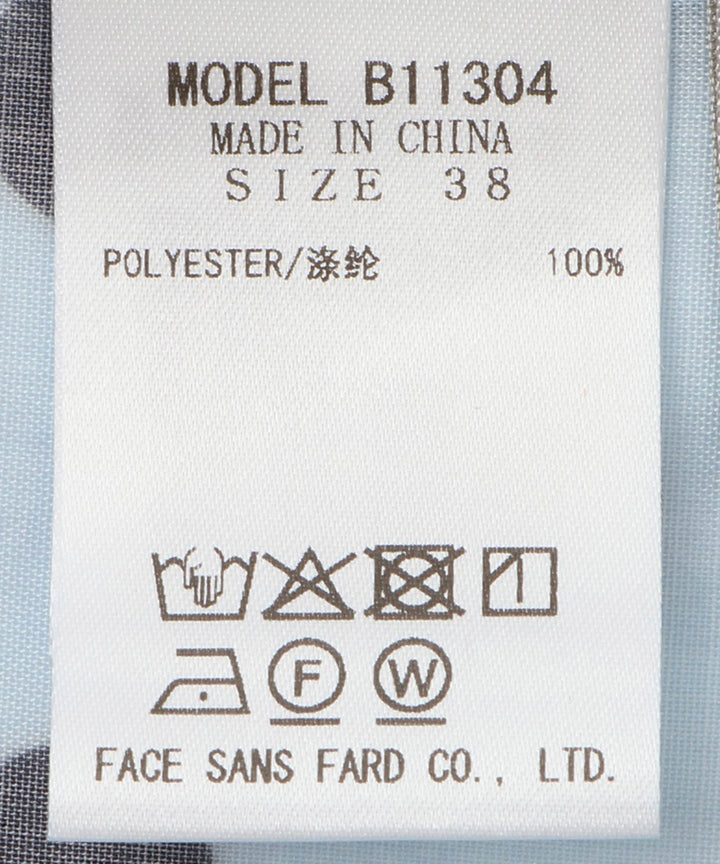 MODEL B11304
MADE IN CHINA
SIZE 38
POLYESTER/涤纶 100%
F W
FACE SANS FARD CO., LTD.